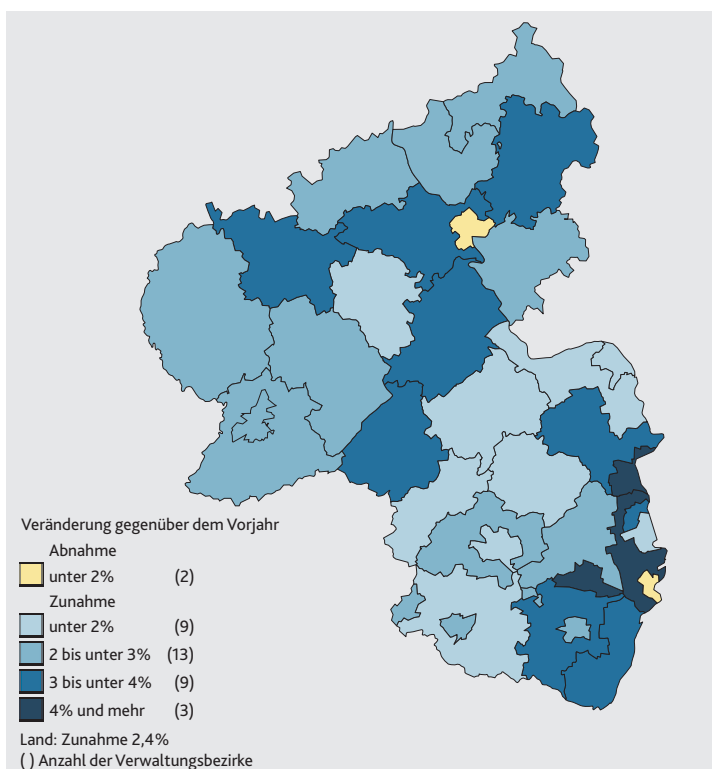 Veränderung gegenüber dem Vorjahr
Abnahme
unter 2% (2)
Zunahme
unter 2% (9)
2 bis unter 3% (13)
3 bis unter 4% (9)
4% und mehr (3)
Land: Zunahme 2,4%
( ) Anzahl der Verwaltungsbezirke